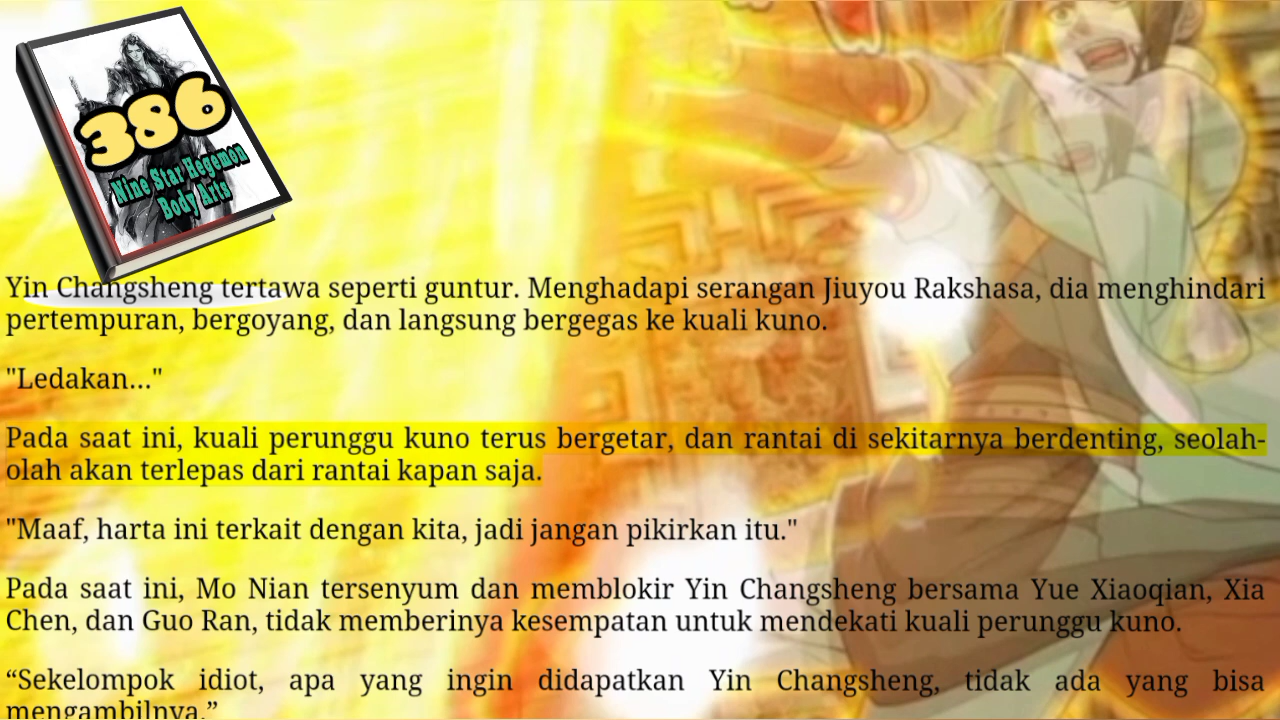 386
Nine Star Hegemon
Body Arts
Yin Changsheng tertawa seperti guntur. Menghadapi serangan Jiuyou Rakshasa, dia menghindari
pertempuran, bergoyang, dan langsung bergegas ke kuali kuno.
"Ledakan..."
Pada saat ini, kuali perunggu kuno terus bergetar, dan rantai di sekitarnya berdenting, seolah-
olah akan terlepas dari rantai kapan saja.
"Maaf, harta ini terkait dengan kita, jadi jangan pikirkan itu."
Pada saat ini, Mo Nian tersenyum dan memblokir Yin Changsheng bersama Yue Xiaoqian, Xia
Chen, dan Guo Ran, tidak memberinya kesempatan untuk mendekati kuali perunggu kuno.
“Sekelompok idiot, apa yang ingin didapatkan Yin Changsheng, tidak ada yang bisa
mengambilnya.”